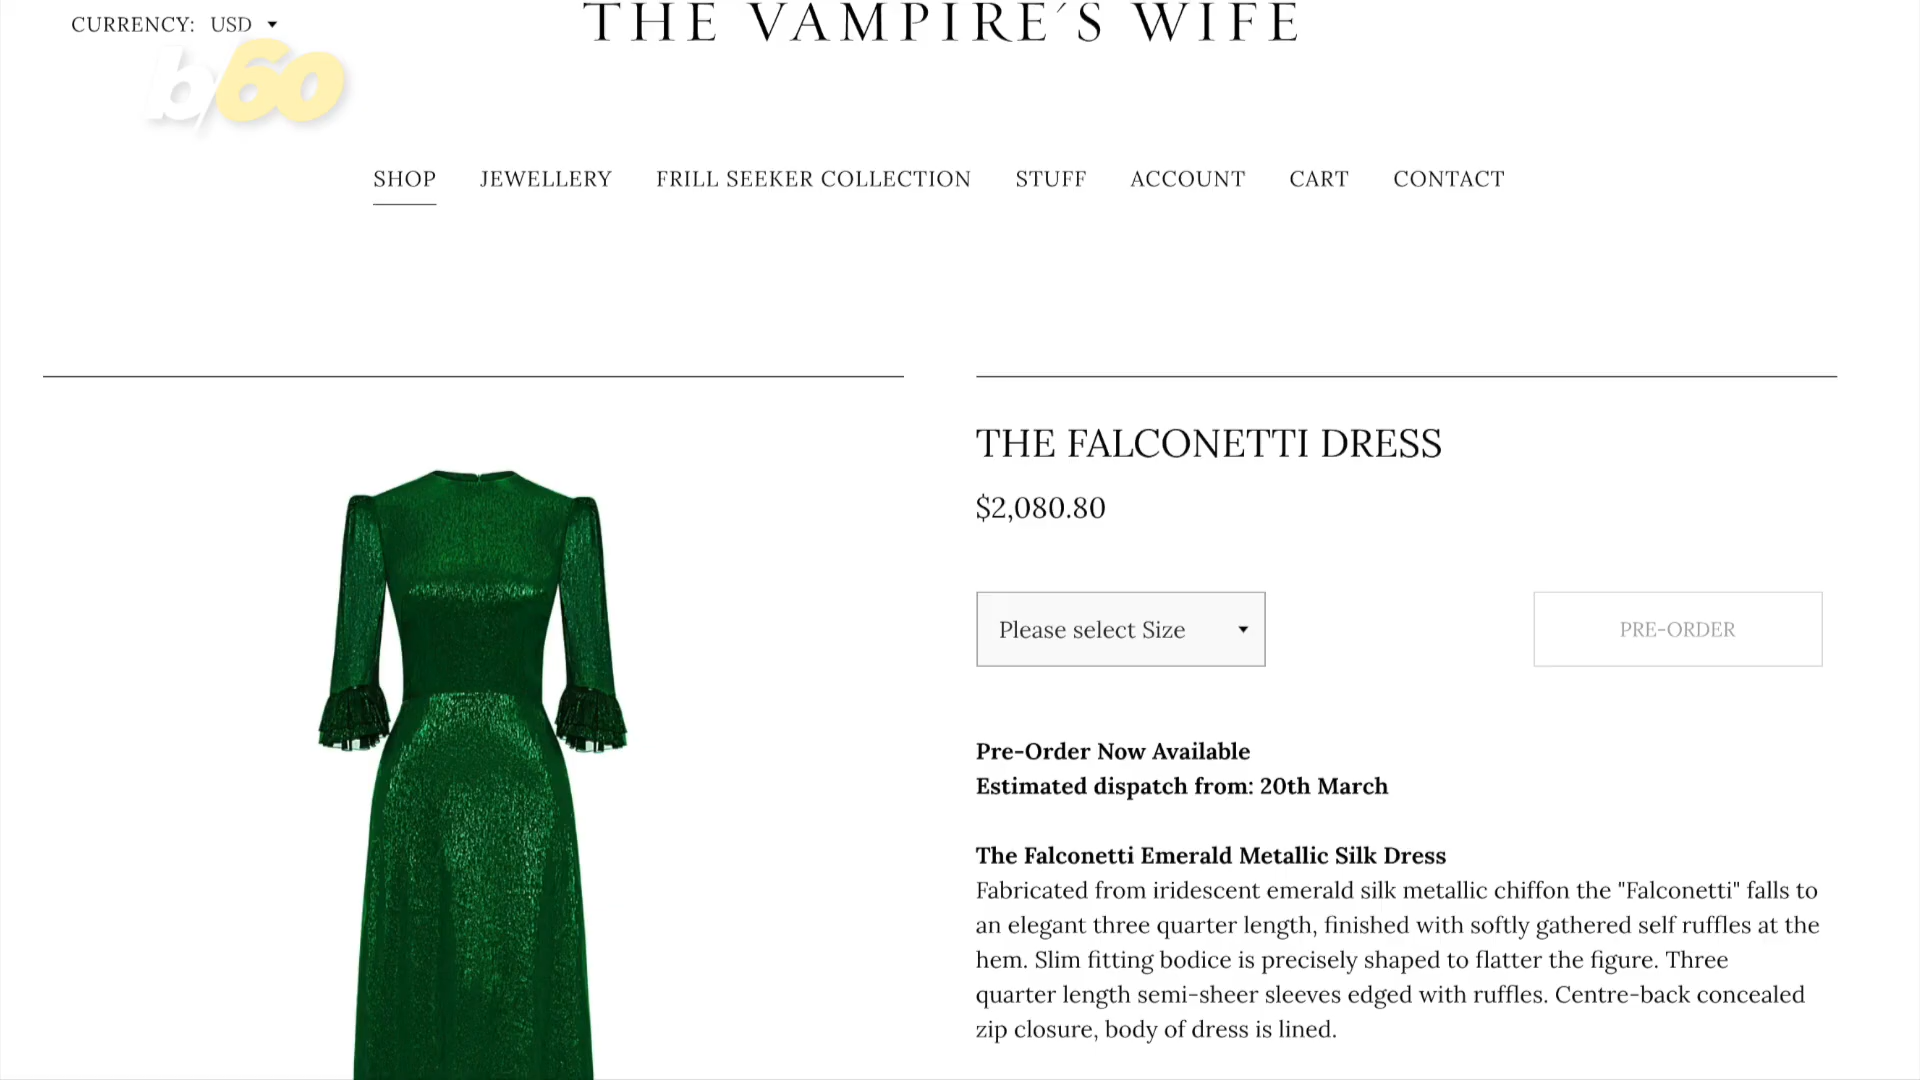 CURRENCY: USD
THE VAMPIRE´S WIFE
b/60
SHOP JEWELLERY FRILL SEEKER COLLECTION STUFF ACCOUNT CART CONTACT
THE FALCONETTI DRESS
$2,080.80
Please select Size
PRE-ORDER
Pre-Order Now Available
Estimated dispatch from: 20th March
The Falconetti Emerald Metallic Silk Dress
Fabricated from iridescent emerald silk metallic chiffon the "Falconetti" falls to
an elegant three quarter length, finished with softly gathered self ruffles at the
hem. Slim fitting bodice is precisely shaped to flatter the figure. Three
quarter length semi-sheer sleeves edged with ruffles. Centre-back concealed
zip closure, body of dress is lined.